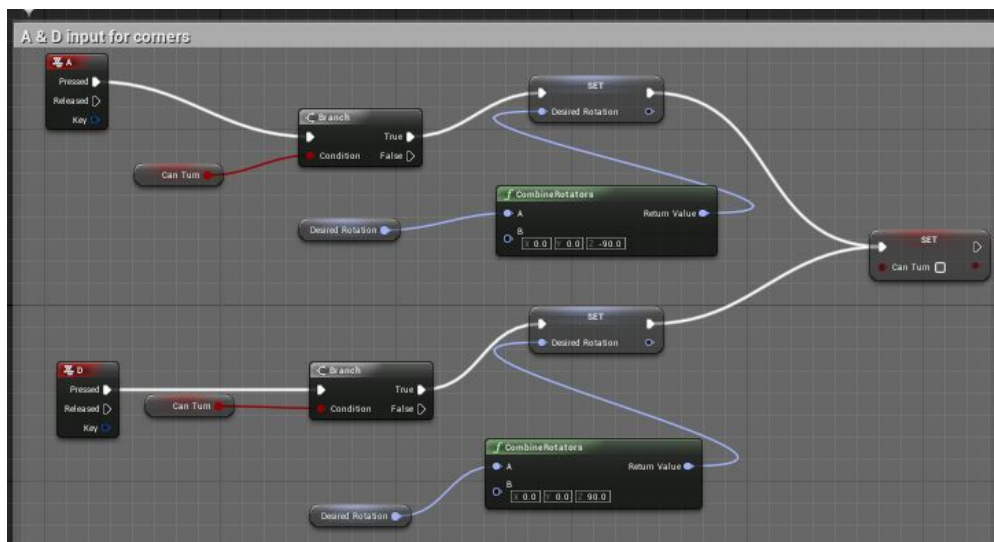 A & D input for corners
A
Pressed
Released
Key
Branch
True
Condition False
Can Turn
SET
Desired Rotation
CombineRotators
A Return Value
B
X 0.0 Y 0.0 Z -90.0
Desired Rotation
SET
Can Turn
SET
Desired Rotation
D
Pressed
Released
Key
Branch
True
Condition False
Can Turn
CombineRotators
A Return Value
B
X 0.0 Y 0.0 Z 90.0
Desired Rotation